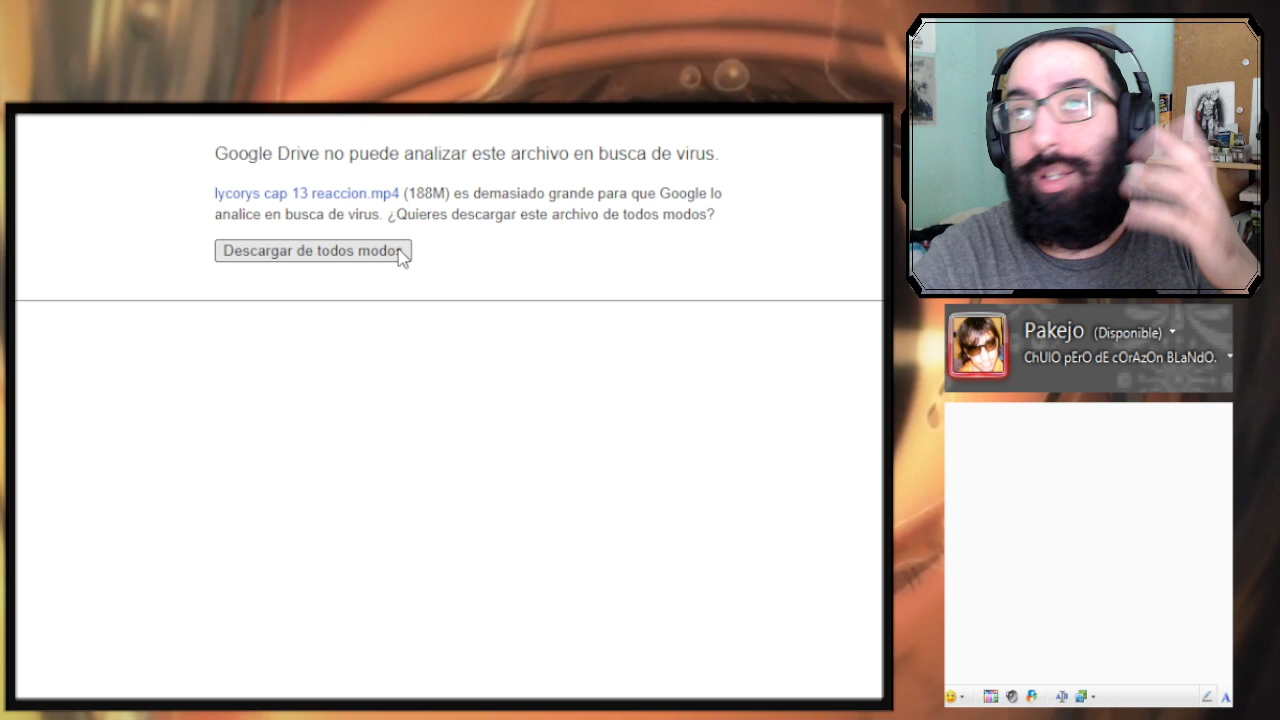 Google Drive no puede analizar este archivo en busca de virus.
lycorys cap 13 reaccion.mp4 (188M) es demasiado grande para que Google lo
analice en busca de virus. ¿Quieres descargar este archivo de todos modos?
Descargar de todos modos
Pakejo (Disponible)
ChUlO pErO dE cOrAzOn BLaNdO.